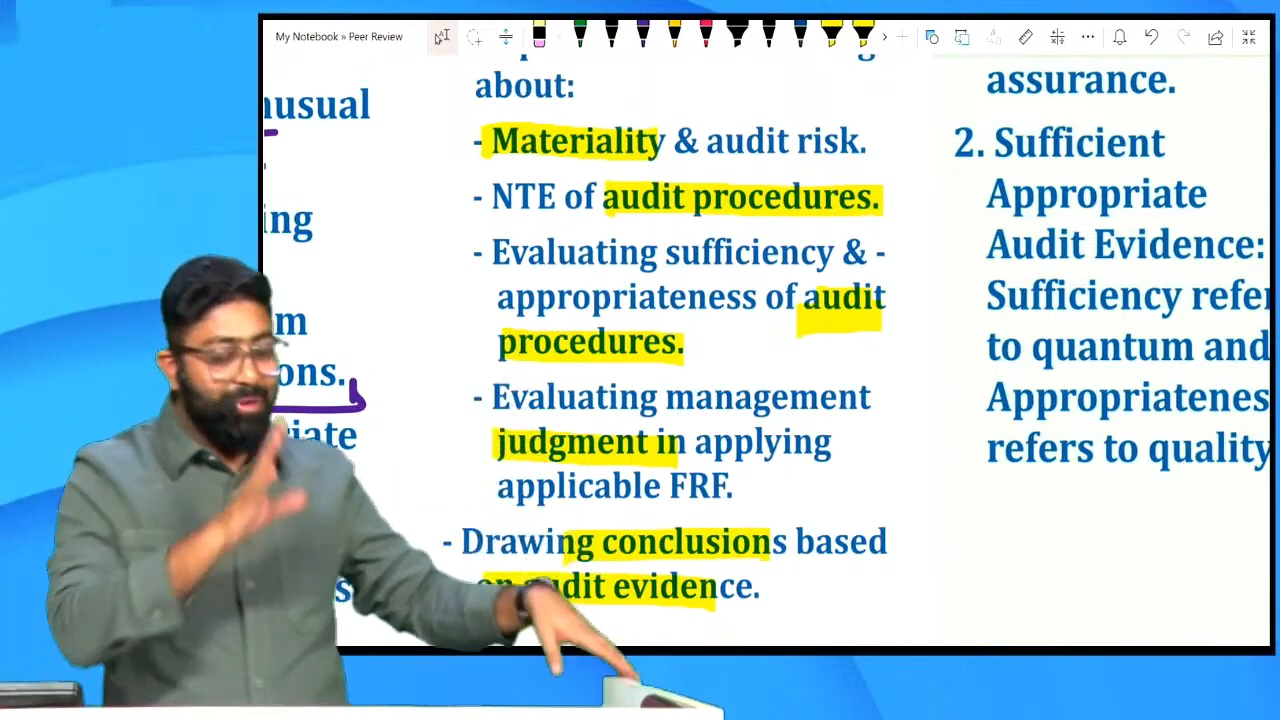 My Notebook » Peer Review
nusual
ing
m
ons.
iate
s
about:
- Materiality & audit risk.
- NTE of audit procedures.
- Evaluating sufficiency & -
appropriateness of audit
procedures.
- Evaluating management
judgment in applying
applicable FRF.
- Drawing conclusions based
on audit evidence.
assurance.
2. Sufficient
Appropriate
Audit Evidence:
Sufficiency refer
to quantum and
Appropriatenes
refers to quality